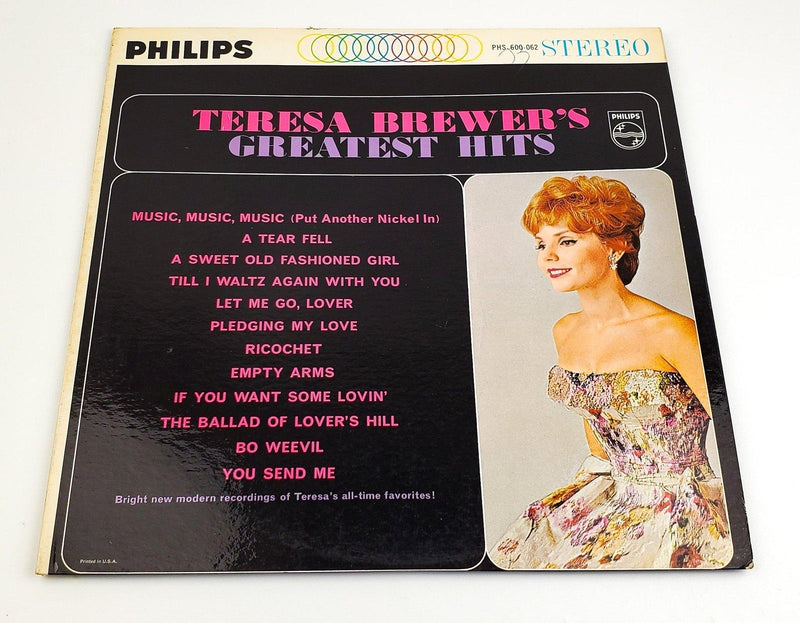 PHILIPS
PHS-600-062 STEREO
TERESA BREWER'S
GREATEST HITS
PHILIPS
MUSIC, MUSIC, MUSIC (Put Another Nickel In)
A TEAR FELL
A SWEET OLD FASHIONED GIRL
TILL I WALTZ AGAIN WITH YOU
LET ME GO, LOVER
PLEDGING MY LOVE
RICOCHET
EMPTY ARMS
IF YOU WANT SOME LOVIN'
THE BALLAD OF LOVER'S HILL
BO WEEVIL
YOU SEND ME
Bright new modern recordings of Teresa's all-time favorites!
Printed in U.S.A.